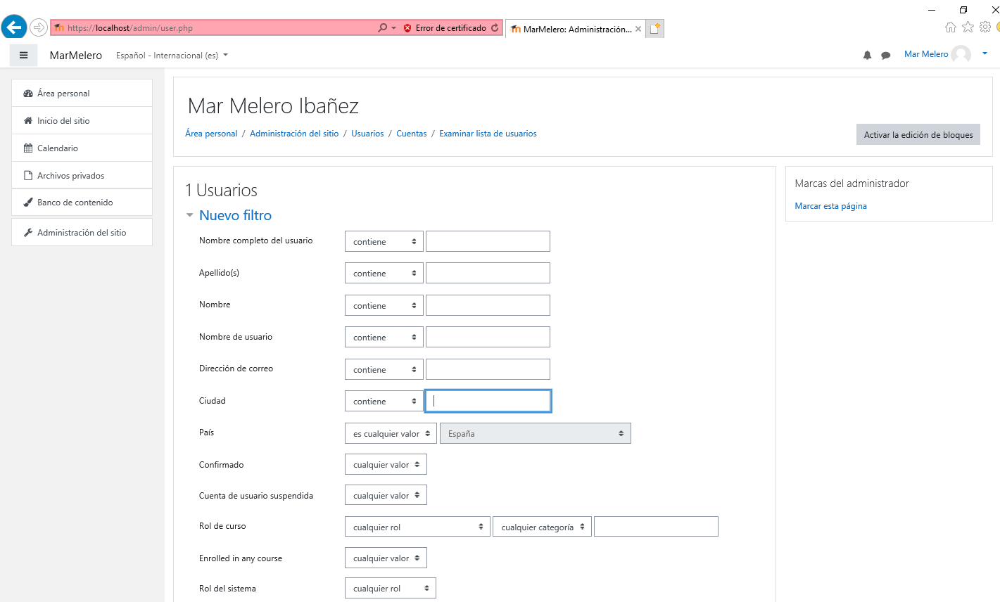 https://localhost/admin/user.php
Error de certificado
MarMelero: Administración...
MarMelero
Español - Internacional (es)
Mar Melero
Área personal
Inicio del sitio
Calendario
Archivos privados
Banco de contenido
Administración del sitio
Mar Melero Ibañez
Área personal / Administración del sitio / Usuarios / Cuentas / Examinar lista de usuarios
Activar la edición de bloques
1 Usuarios
Nuevo filtro
Nombre completo del usuario contiene
Apellido(s) contiene
Nombre contiene
Nombre de usuario contiene
Dirección de correo contiene
Ciudad contiene
País es cualquier valor España
Confirmado cualquier valor
Cuenta de usuario suspendida cualquier valor
Rol de curso cualquier rol cualquier categoría
Enrolled in any course cualquier valor
Rol del sistema cualquier rol
Marcas del administrador
Marcar esta página